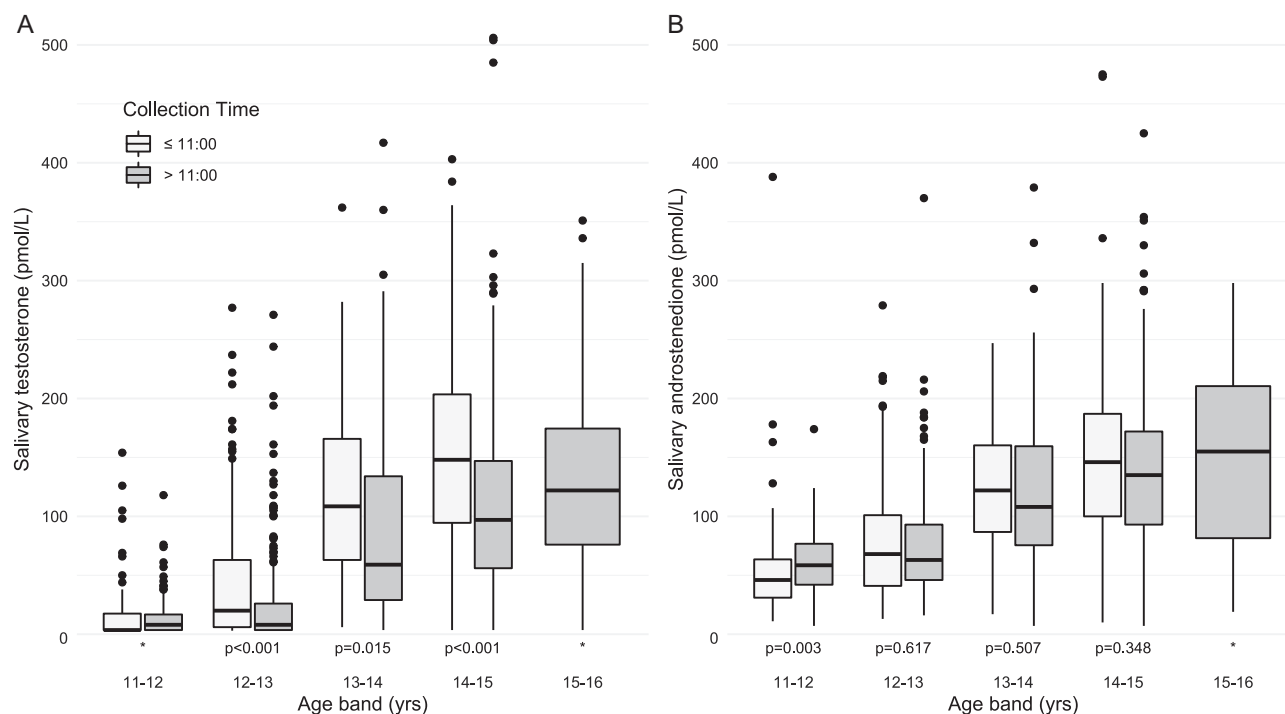 A
Salivary testosterone (pmol/L)
500
400
300
200
100
0
Collection Time
≤ 11:00
> 11:00
* p<0.001 p=0.015 p<0.001 *
11-12 12-13 13-14 14-15 15-16
Age band (yrs)
B
Salivary androstenedione (pmol/L)
500
400
300
200
100
0
p=0.003 p=0.617 p=0.507 p=0.348 *
11-12 12-13 13-14 14-15 15-16
Age band (yrs)